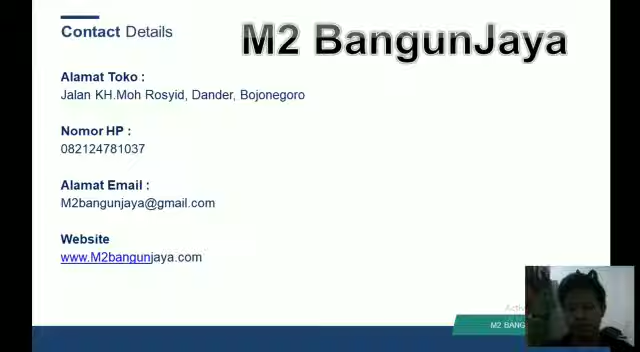 Contact Details
M2 BangunJaya
Alamat Toko :
Jalan KH.Moh Rosyid, Dander, Bojonegoro
Nomor HP :
082124781037
Alamat Email :
M2bangunjaya@gmail.com
Website
www.M2bangunjaya.com
M2 BANG